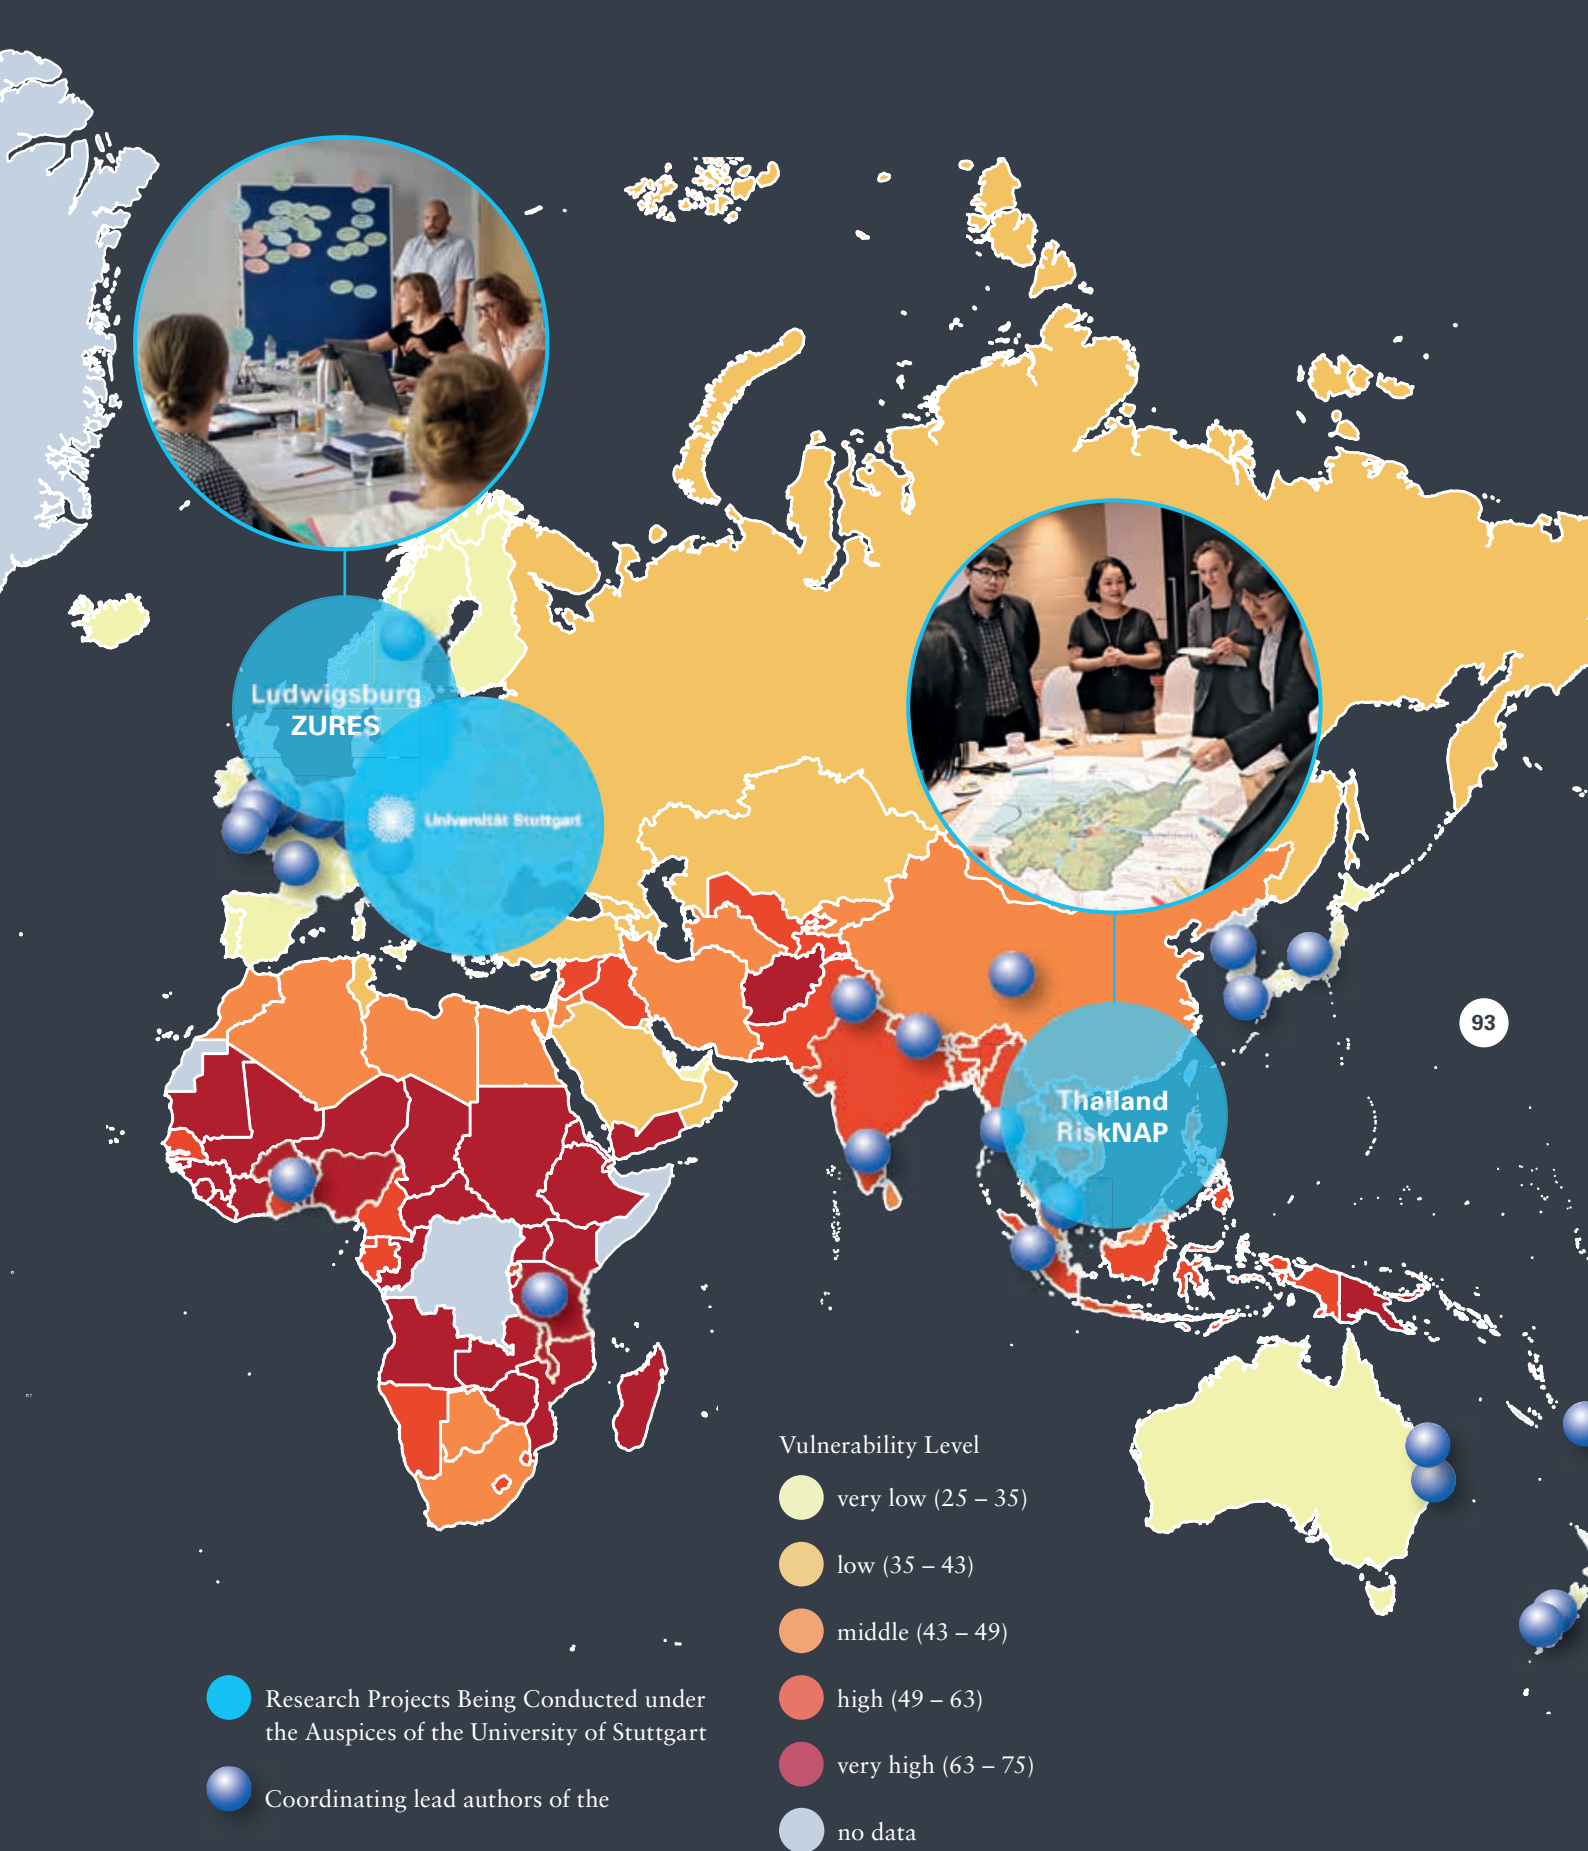 Ludwigsburg
ZURES
Universität Stuttgart
93
Thailand
RiskNAP
Vulnerability Level
very low (25 – 35)
low (35 – 43)
middle (43 – 49)
high (49 – 63)
very high (63 – 75)
no data
Research Projects Being Conducted under
the Auspices of the University of Stuttgart
Coordinating lead authors of the